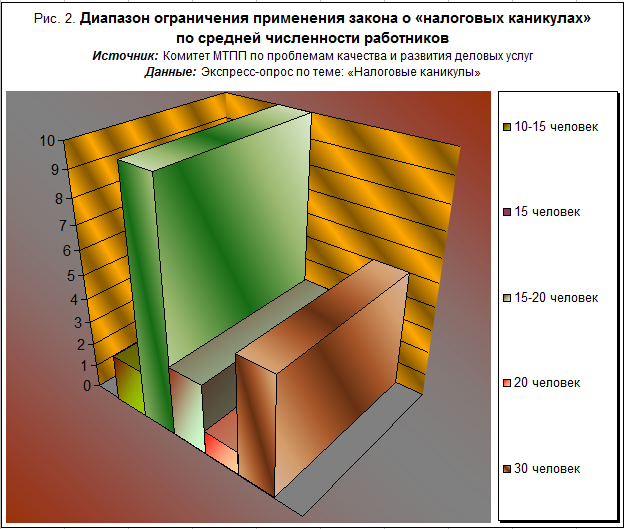 Рис. 2. Диапазон ограничения применения закона о «налоговых каникулах»
по средней численности работников
Источник: Комитет МТПП по проблемам качества и развития деловых услуг
Данные: Экспресс-опрос по теме: «Налоговые каникулы»
10
9
8
7
6
5
4
3
2
1
0
10-15 человек
15 человек
15-20 человек
20 человек
30 человек